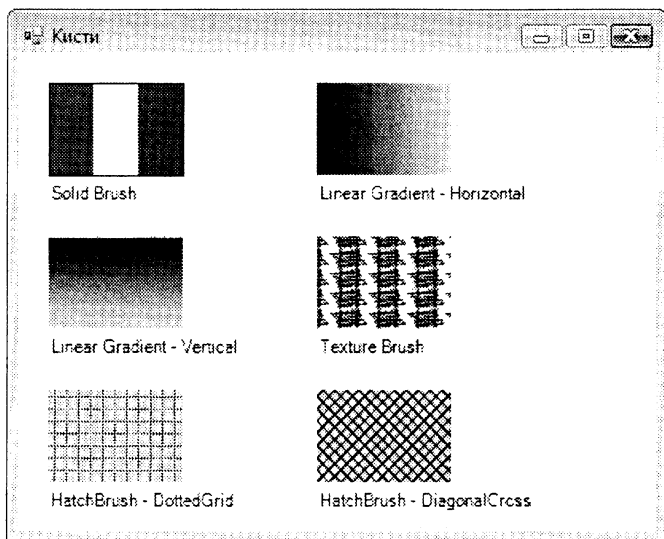 Кисти
Solid Brush
Linear Gradient - Horizontal
Linear Gradient - Vertical
Texture Brush
HatchBrush - DottedGrid
HatchBrush - DiagonalCross